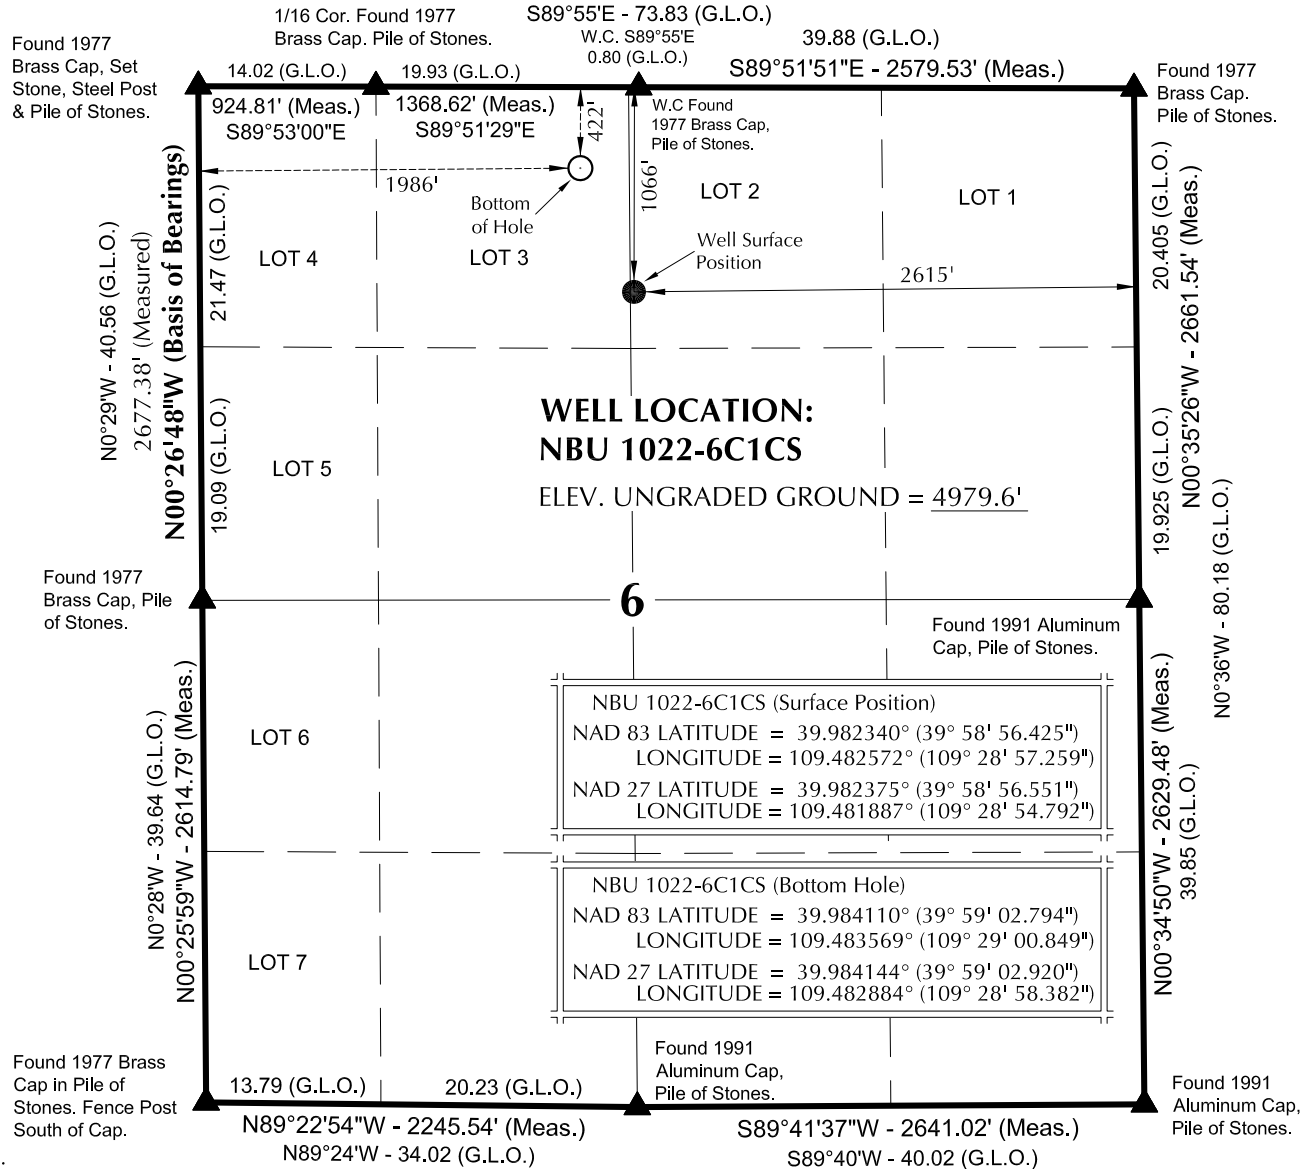 1/16 Cor. Found 1977
Brass Cap. Pile of Stones.
S89°55'E - 73.83 (G.L.O.)
W.C. S89°55'E
0.80 (G.L.O.)
39.88 (G.L.O.)
S89°51'51"E - 2579.53' (Meas.)
Found 1977
Brass Cap, Set
Stone, Steel Post
& Pile of Stones.
14.02 (G.L.O.)
19.93 (G.L.O.)
Found 1977
Brass Cap.
Pile of Stones.
924.81' (Meas.)
S89°53'00"E
1368.62' (Meas.)
S89°51'29"E
422'
W.C Found
1977 Brass Cap,
Pile of Stones.
1986'
1066'
Bottom
of Hole
LOT 4
LOT 3
LOT 2
LOT 1
Well Surface
Position
2615'
N0°29'W - 40.56 (G.L.O.)
2677.38' (Measured)
N00°26'48"W (Basis of Bearings)
21.47 (G.L.O.)
19.09 (G.L.O.)
20.405 (G.L.O.)
N00°35'26"W - 2661.54' (Meas.)
19.925 (G.L.O.)
N0°36'W - 80.18 (G.L.O.)
WELL LOCATION:
NBU 1022-6C1CS
ELEV. UNGRADED GROUND = 4979.6'
LOT 5
Found 1977
Brass Cap, Pile
of Stones.
6
Found 1991 Aluminum
Cap, Pile of Stones.
NBU 1022-6C1CS (Surface Position)
NAD 83 LATITUDE = 39.982340° (39° 58' 56.425")
LONGITUDE = 109.482572° (109° 28' 57.259")
NAD 27 LATITUDE = 39.982375° (39° 58' 56.551")
LONGITUDE = 109.481887° (109° 28' 54.792")
NBU 1022-6C1CS (Bottom Hole)
NAD 83 LATITUDE = 39.984110° (39° 59' 02.794")
LONGITUDE = 109.483569° (109° 29' 00.849")
NAD 27 LATITUDE = 39.984144° (39° 59' 02.920")
LONGITUDE = 109.482884° (109° 28' 58.382")
LOT 6
LOT 7
N0°28'W - 39.64 (G.L.O.)
N00°25'59"W - 2614.79' (Meas.)
N00°34'50"W - 2629.48' (Meas.)
39.85 (G.L.O.)
Found 1977 Brass
Cap in Pile of
Stones. Fence Post
South of Cap.
13.79 (G.L.O.)
20.23 (G.L.O.)
Found 1991
Aluminum Cap,
Pile of Stones.
Found 1991
Aluminum Cap,
Pile of Stones.
N89°22'54"W - 2245.54' (Meas.)
N89°24'W - 34.02 (G.L.O.)
S89°41'37"W - 2641.02' (Meas.)
S89°40'W - 40.02 (G.L.O.)
.